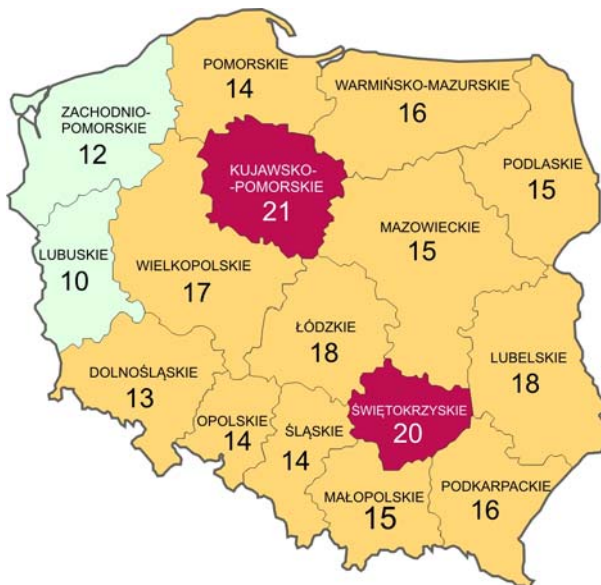 POMORSKIE
14
WARMIŃSKO-MAZURSKIE
16
ZACHODNIO-
POMORSKIE
12
KUJAWSKO-
-POMORSKIE
21
PODLASKIE
15
MAZOWIECKIE
15
LUBUSKIE
10
WIELKOPOLSKIE
17
ŁÓDZKIE
18
LUBELSKIE
18
DOLNOŚLĄSKIE
13
ŚWIĘTOKRZYSKIE
20
OPOLSKIE
14
ŚLĄSKIE
14
MAŁOPOLSKIE
15
PODKARPACKIE
16